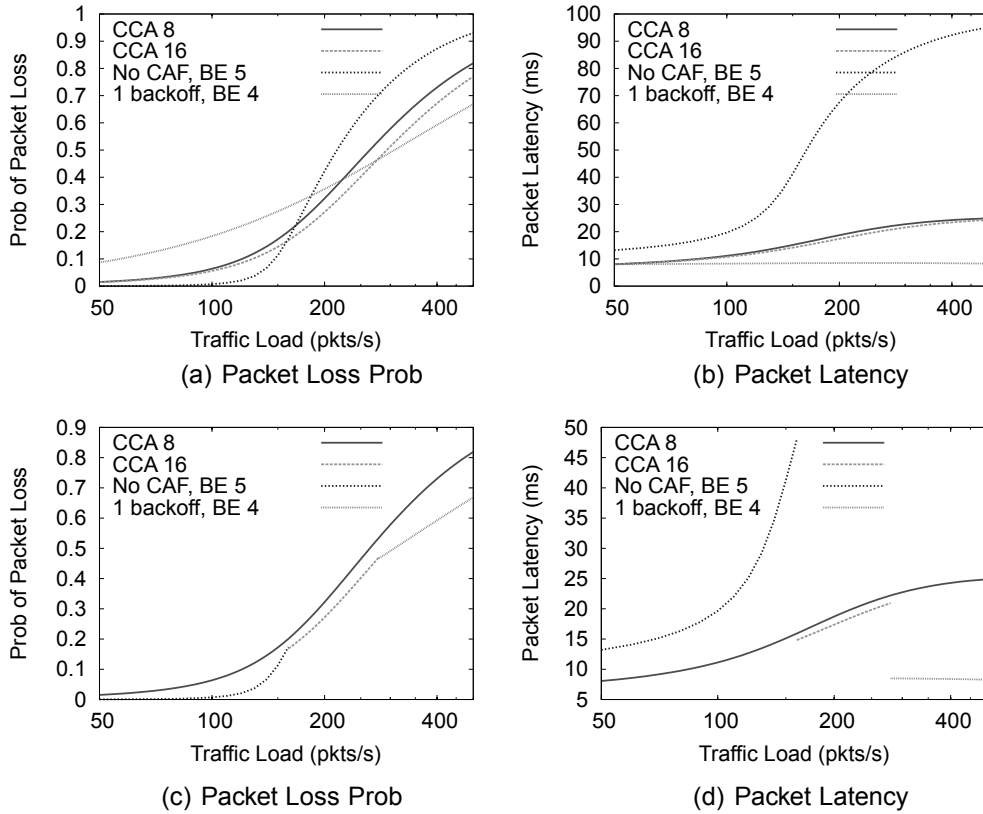 1
0.9
0.8
0.7
0.6
0.5
0.4
0.3
0.2
0.1
0
Prob of Packet Loss
CCA 8
CCA 16
No CAF, BE 5
1 backoff, BE 4
50 100 200 400
Traffic Load (pkts/s)
(a) Packet Loss Prob
100
90
80
70
60
50
40
30
20
10
0
Packet Latency (ms)
CCA 8
CCA 16
No CAF, BE 5
1 backoff, BE 4
50 100 200 400
Traffic Load (pkts/s)
(b) Packet Latency
0.9
0.8
0.7
0.6
0.5
0.4
0.3
0.2
0.1
0
Prob of Packet Loss
CCA 8
CCA 16
No CAF, BE 5
1 backoff, BE 4
50 100 200 400
Traffic Load (pkts/s)
(c) Packet Loss Prob
50
45
40
35
30
25
20
15
10
5
Packet Latency (ms)
CCA 8
CCA 16
No CAF, BE 5
1 backoff, BE 4
50 100 200 400
Traffic Load (pkts/s)
(d) Packet Latency